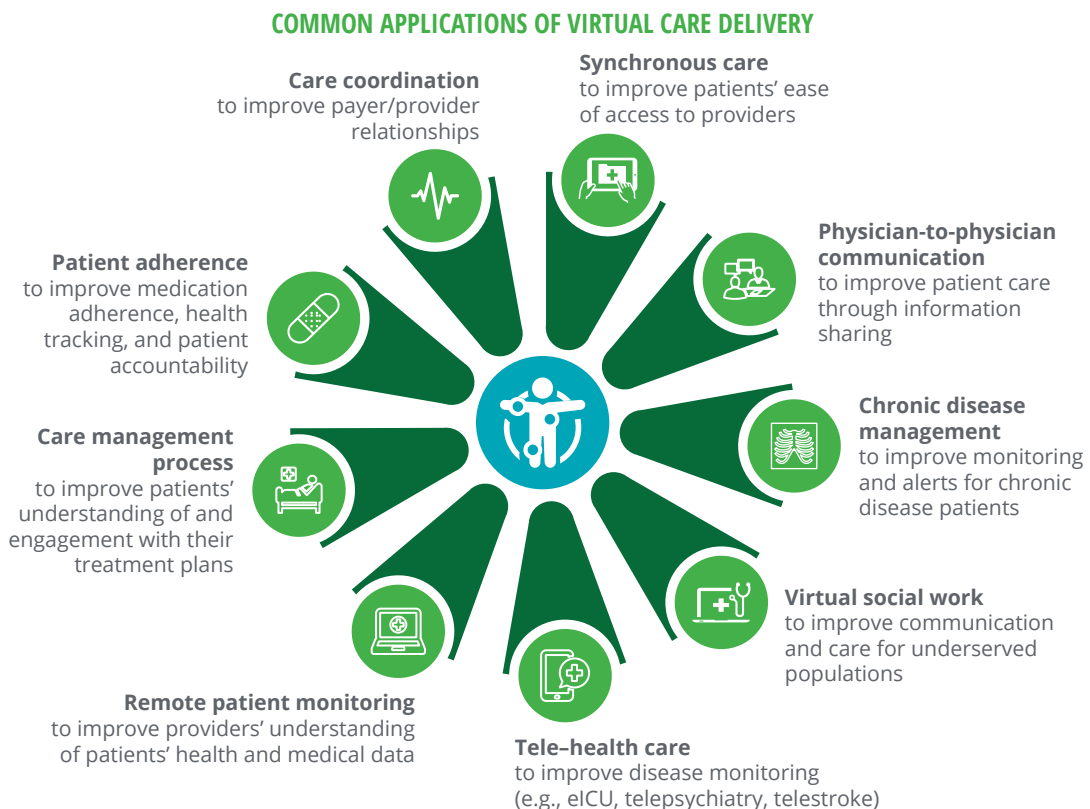 COMMON APPLICATIONS OF VIRTUAL CARE DELIVERY
Synchronous care
to improve patients’ ease
of access to providers
Physician-to-physician
communication
to improve patient care
through information
sharing
Chronic disease
management
to improve monitoring
and alerts for chronic
disease patients
Virtual social work
to improve communication
and care for underserved
populations
Tele–health care
to improve disease monitoring
(e.g., eICU, telepsychiatry, telestroke)
Remote patient monitoring
to improve providers’ understanding
of patients’ health and medical data
Care management
process
to improve patients’
understanding of and
engagement with their
treatment plans
Patient adherence
to improve medication
adherence, health
tracking, and patient
accountability
Care coordination
to improve payer/provider
relationships